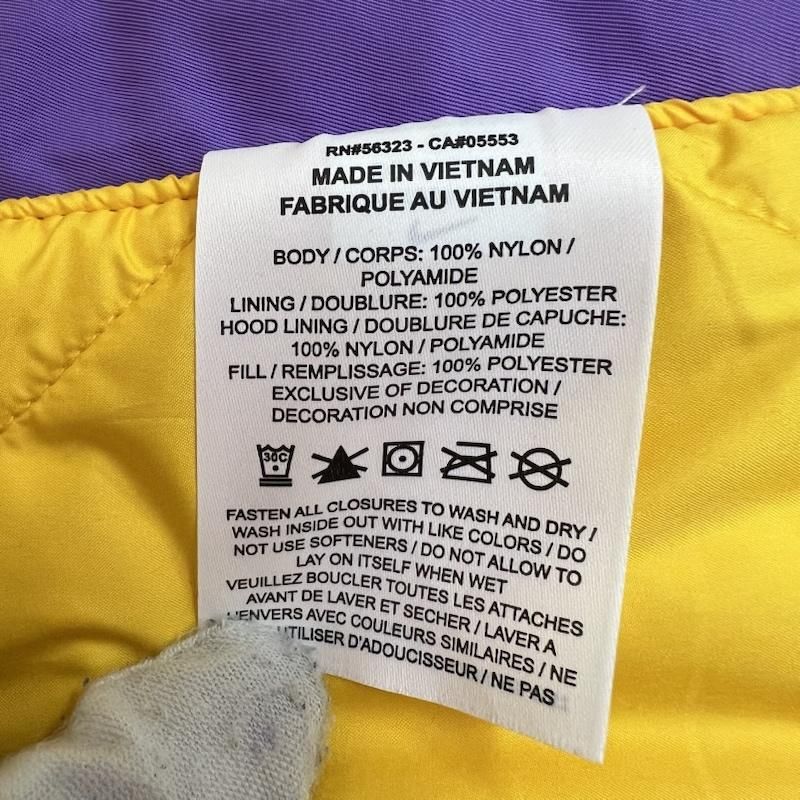 RN#56323 - CA#05553
MADE IN VIETNAM
FABRIQUE AU VIETNAM
BODY / CORPS: 100% NYLON /
POLYAMIDE
LINING / DOUBLURE: 100% POLYESTER
HOOD LINING / DOUBLURE DE CAPUCHE:
100% NYLON / POLYAMIDE
FILL / REMPLISSAGE: 100% POLYESTER
EXCLUSIVE OF DECORATION /
DECORATION NON COMPRISE
30C
FASTEN ALL CLOSURES TO WASH AND DRY /
WASH INSIDE OUT WITH LIKE COLORS / DO
NOT USE SOFTENERS / DO NOT ALLOW TO
LAY ON ITSELF WHEN WET
VEUILLEZ BOUCLER TOUTES LES ATTACHES
AVANT DE LAVER ET SECHER / LAVER A
L'ENVERS AVEC COULEURS SIMILAIRES / NE
UTILISER D'ADOUCISSEUR / NE PAS